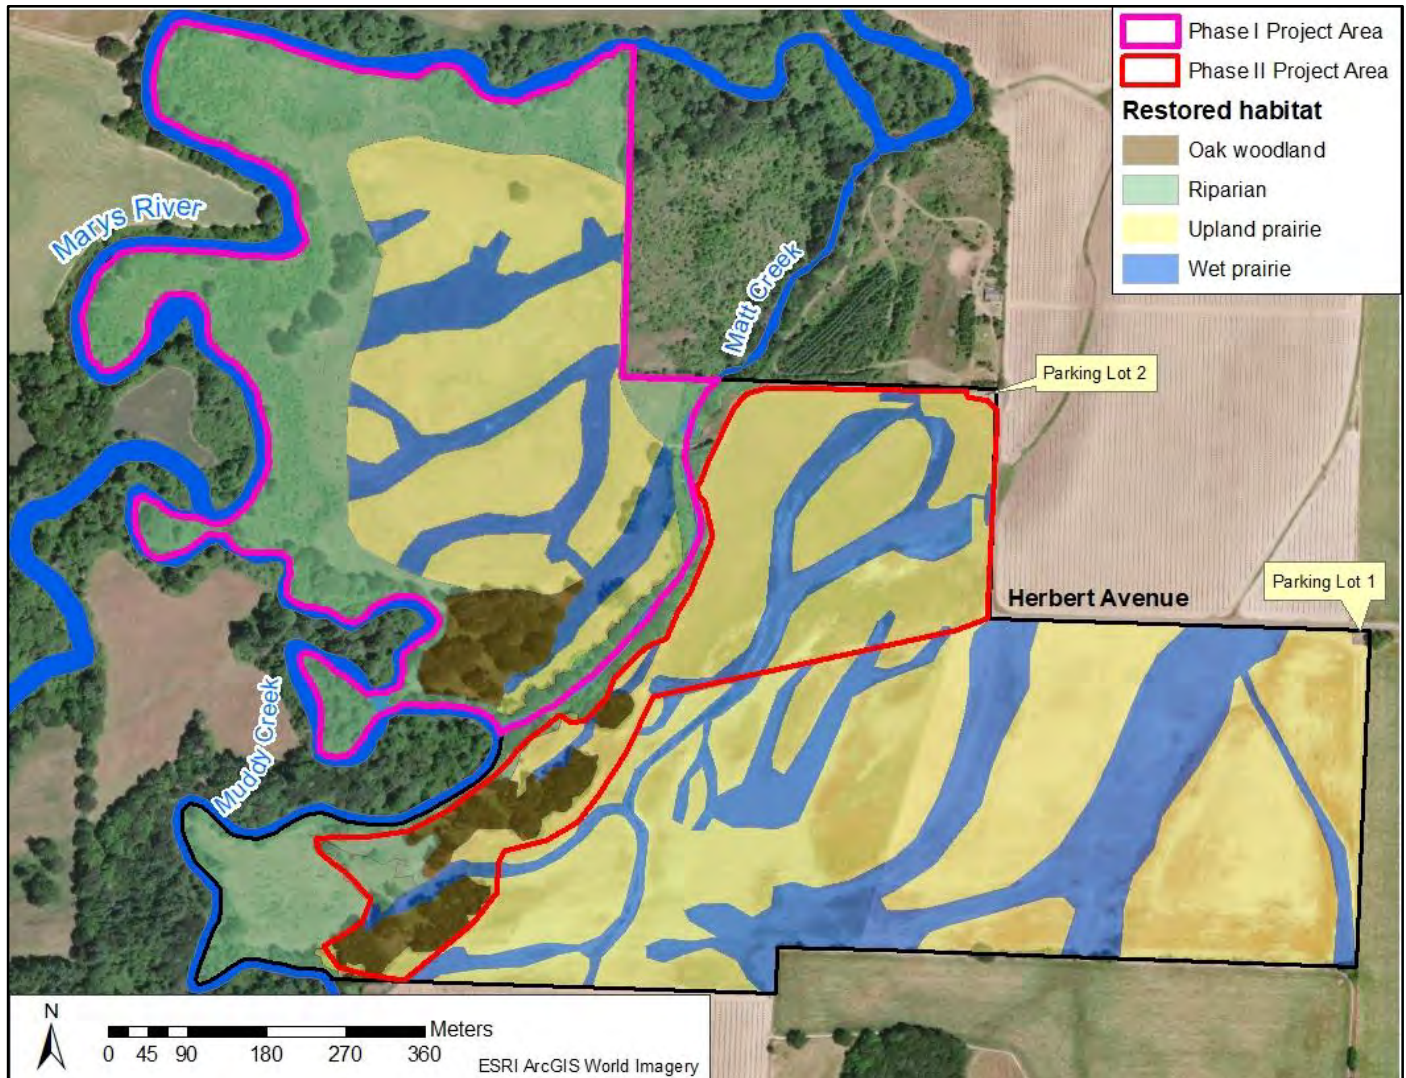 Phase I Project Area
Phase II Project Area
Restored habitat
Oak woodland
Riparian
Upland prairie
Wet prairie
Marys River
Matt Creek
Parking Lot 2
Parking Lot 1
Herbert Avenue
Muddy Creek
N
Meters
0 45 90 180 270 360
ESRI ArcGIS World Imagery